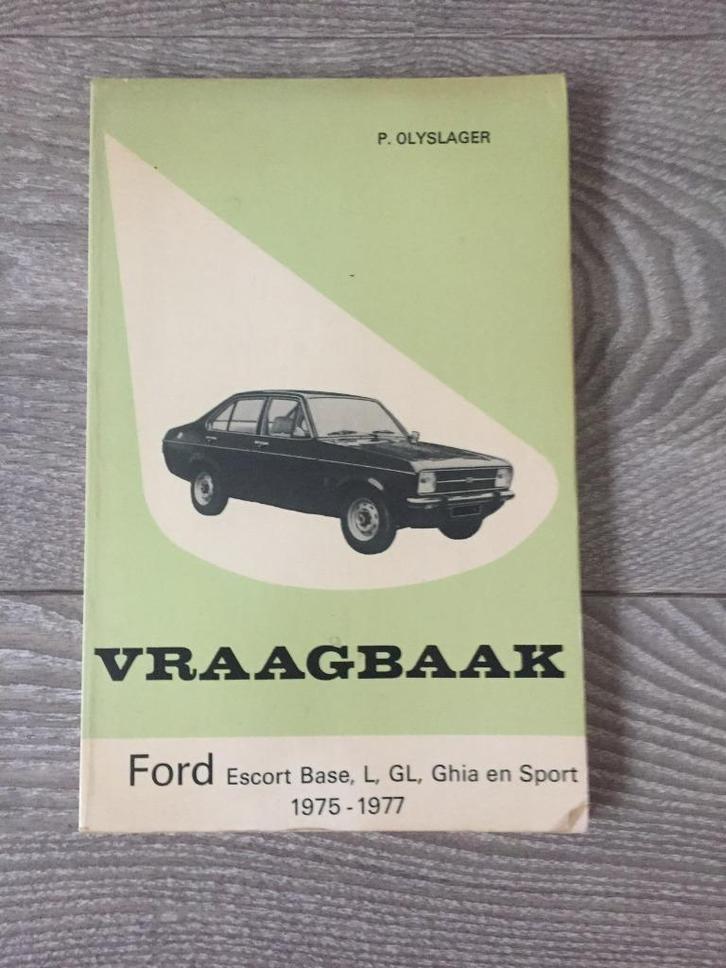 P. OLYSLAGER
VRAAGBAAK
Ford Escort Base, L, GL, Ghia en Sport
1975-1977